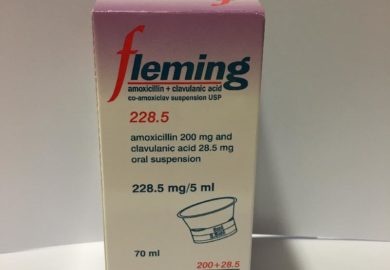 fleming
amoxicillin + clavulanic acid
co-amoxiclav suspension USP
228.5
amoxicillin 200 mg and
clavulanic acid 28.5 mg
oral suspension
228.5 mg/5 ml
70 ml
200+28.5